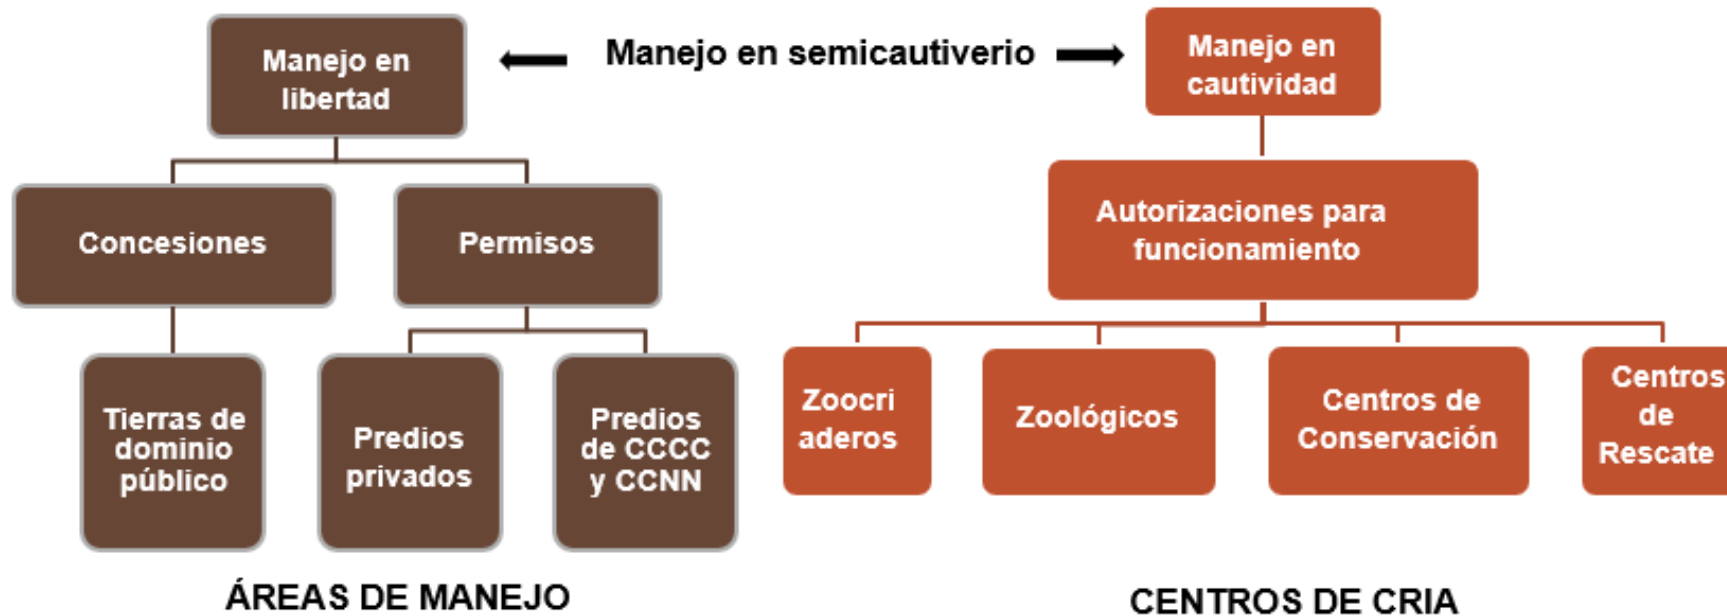 Manejo en
libertad
Manejo en semicautiverio
Manejo en
cautividad
Concesiones
Permisos
Autorizaciones para
funcionamiento
Tierras de
dominio
público
Predios
privados
Predios
de CCCC
y CCNN
Zoocri
aderos
Zoológicos
Centros de
Conservación
Centros
de
Rescate
ÁREAS DE MANEJO
CENTROS DE CRIA